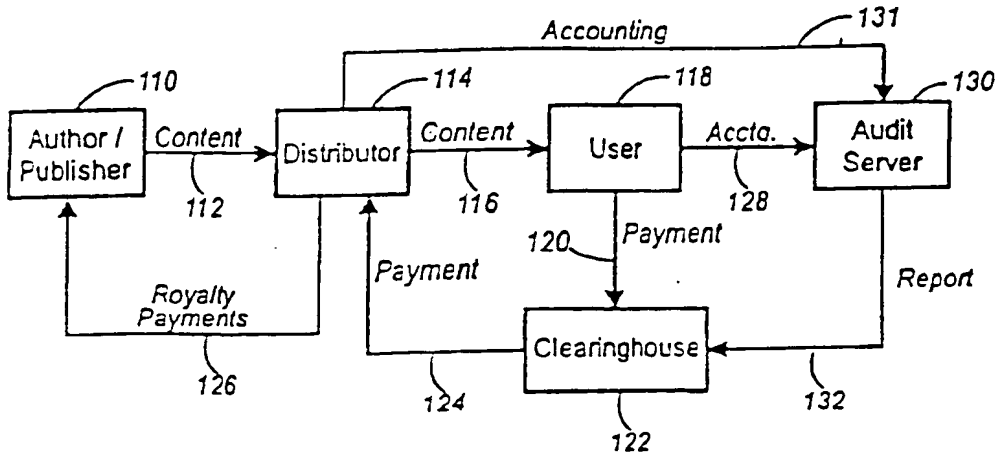 Accounting
131
110
114
118
130
Author /
Publisher
Content
112
Distributor
Content
116
User
Accta.
128
Audit
Server
120
Payment
Payment
Report
Royalty
Payments
126
124
Clearinghouse
122
132